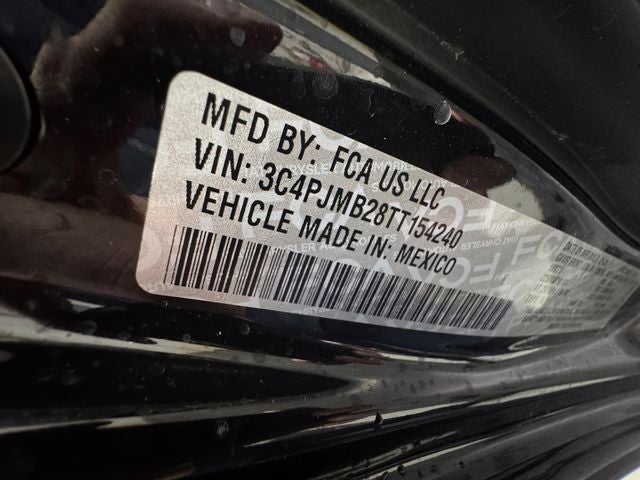 MFD BY: FCA US LLC
VIN: 3C4PJMB28TT154240
VEHICLE MADE IN: MEXICO